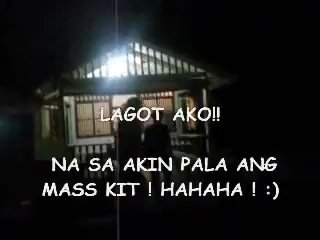 LAGOT AKO!!
NA SA AKIN PALA ANG
MASS KIT ! HAHAHA ! :)